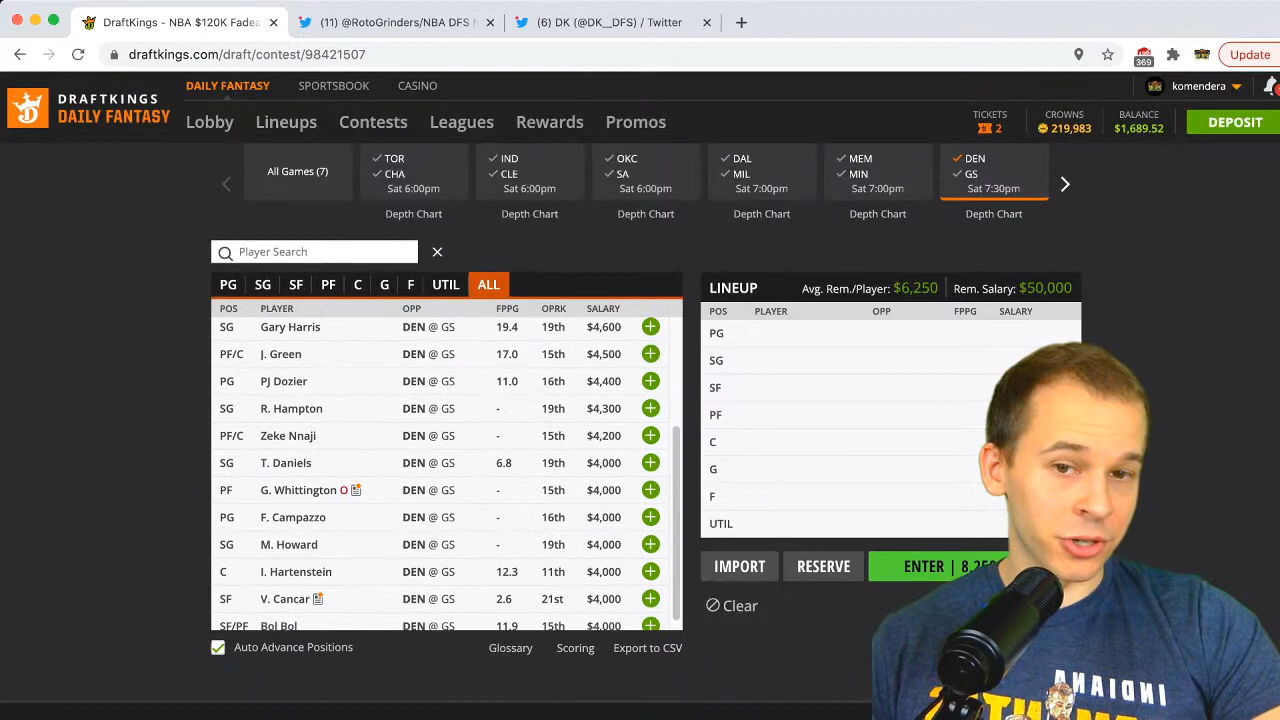 DraftKings - NBA $120K Fadea
(11) @RotoGrinders/NBA DFS
(6) DK (@DK__DFS) / Twitter
draftkings.com/draft/contest/98421507
369
Update
DAILY FANTASY
SPORTSBOOK
CASINO
komendera
DRAFTKINGS
DAILY FANTASY
Lobby
Lineups
Contests
Leagues
Rewards
Promos
TICKETS
2
CROWNS
219,983
BALANCE
$1,689.52
DEPOSIT
All Games (7)
TOR
CHA
Sat 6:00pm
IND
CLE
Sat 6:00pm
OKC
SA
Sat 6:00pm
DAL
MIL
Sat 7:00pm
MEM
MIN
Sat 7:00pm
DEN
GS
Sat 7:30pm
Depth Chart
Depth Chart
Depth Chart
Depth Chart
Depth Chart
Depth Chart
Player Search
PG SG SF PF C G F UTIL ALL
POS PLAYER OPP FPPG OPRK SALARY
SG Gary Harris DEN @ GS 19.4 19th $4,600
PF/C J. Green DEN @ GS 17.0 15th $4,500
PG PJ Dozier DEN @ GS 11.0 16th $4,400
SG R. Hampton DEN @ GS - 19th $4,300
PF/C Zeke Nnaji DEN @ GS - 15th $4,200
SG T. Daniels DEN @ GS 6.8 19th $4,000
PF G. Whittington O DEN @ GS - 15th $4,000
PG F. Campazzo DEN @ GS - 16th $4,000
SG M. Howard DEN @ GS - 19th $4,000
C I. Hartenstein DEN @ GS 12.3 11th $4,000
SF V. Cancar DEN @ GS 2.6 21st $4,000
SF/PF Bol Bol DEN @ GS 11.9 15th $4,000
Auto Advance Positions
Glossary
Scoring
Export to CSV
LINEUP Avg. Rem./Player: $6,250 Rem. Salary: $50,000
POS PLAYER OPP FPPG SALARY
PG
SG
SF
PF
C
G
F
UTIL
IMPORT
RESERVE
ENTER | 8,25
Clear
INDIANA